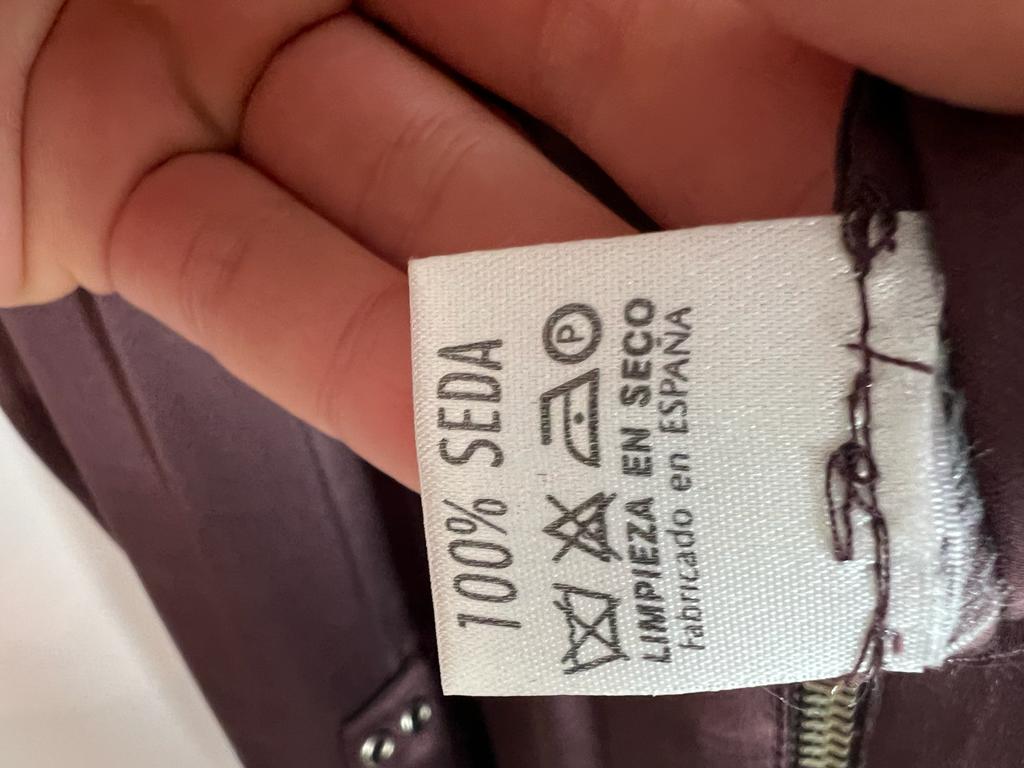 100% SEDA
P
LIMPIEZA EN SECO
Fabricado en ESPAÑA